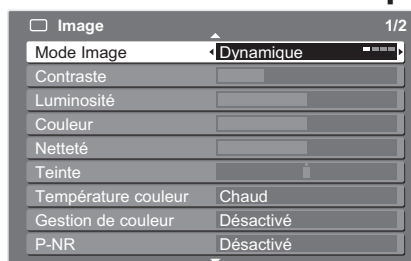 Image 1/2
Mode Image Dynamique
Contraste
Luminosité
Couleur
Netteté
Teinte
Température couleur Chaud
Gestion de couleur Désactivé
P-NR Désactivé